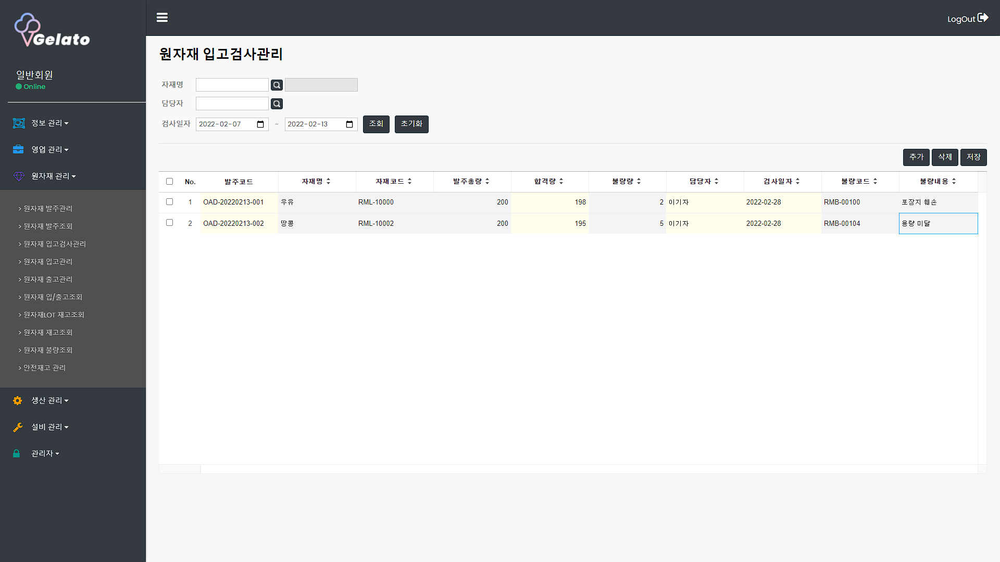 Gelato
LogOut
일반회원
Online
정보 관리
영업 관리
원자재 관리
> 원자재 발주관리
> 원자재 발주조회
> 원자재 입고검사관리
> 원자재 입고관리
> 원자재 출고관리
> 원자재 입/출고조회
> 원자재LOT 재고조회
> 원자재 재고조회
> 원자재 불량조회
> 안전재고 관리
생산 관리
설비 관리
관리자
원자재 입고검사관리
자재명
담당자
검사일자 2022-02-07 ~ 2022-02-13 조회 초기화
추가 삭제 저장
No. 발주코드 자재명 자재코드 발주총량 합격량 불량량 담당자 검사일자 불량코드 불량내용
1 OAD-20220213-001 우유 RML-10000 200 198 2 이기자 2022-02-28 RMB-00100 포장지 훼손
2 OAD-20220213-002 땅콩 RML-10002 200 195 5 이기자 2022-02-28 RMB-00104 용량 미달